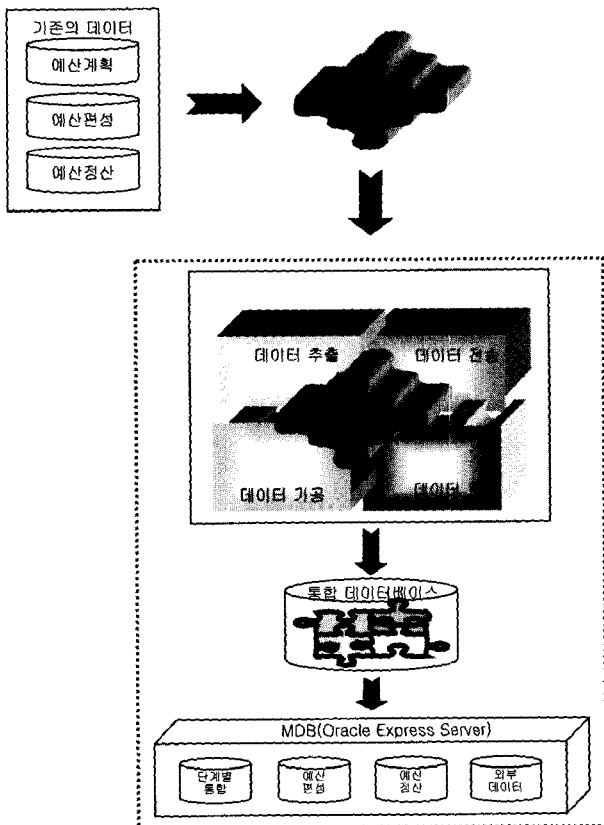 기존의 데이터
예산계획
예산편성
예산정산
데이터 추출
데이터 전송
데이터 가공
데이터
통합 데이터베이스
MDB(Oracle Express Server)
단계별
통합
예산
편성
예산
정산
외부
데이터